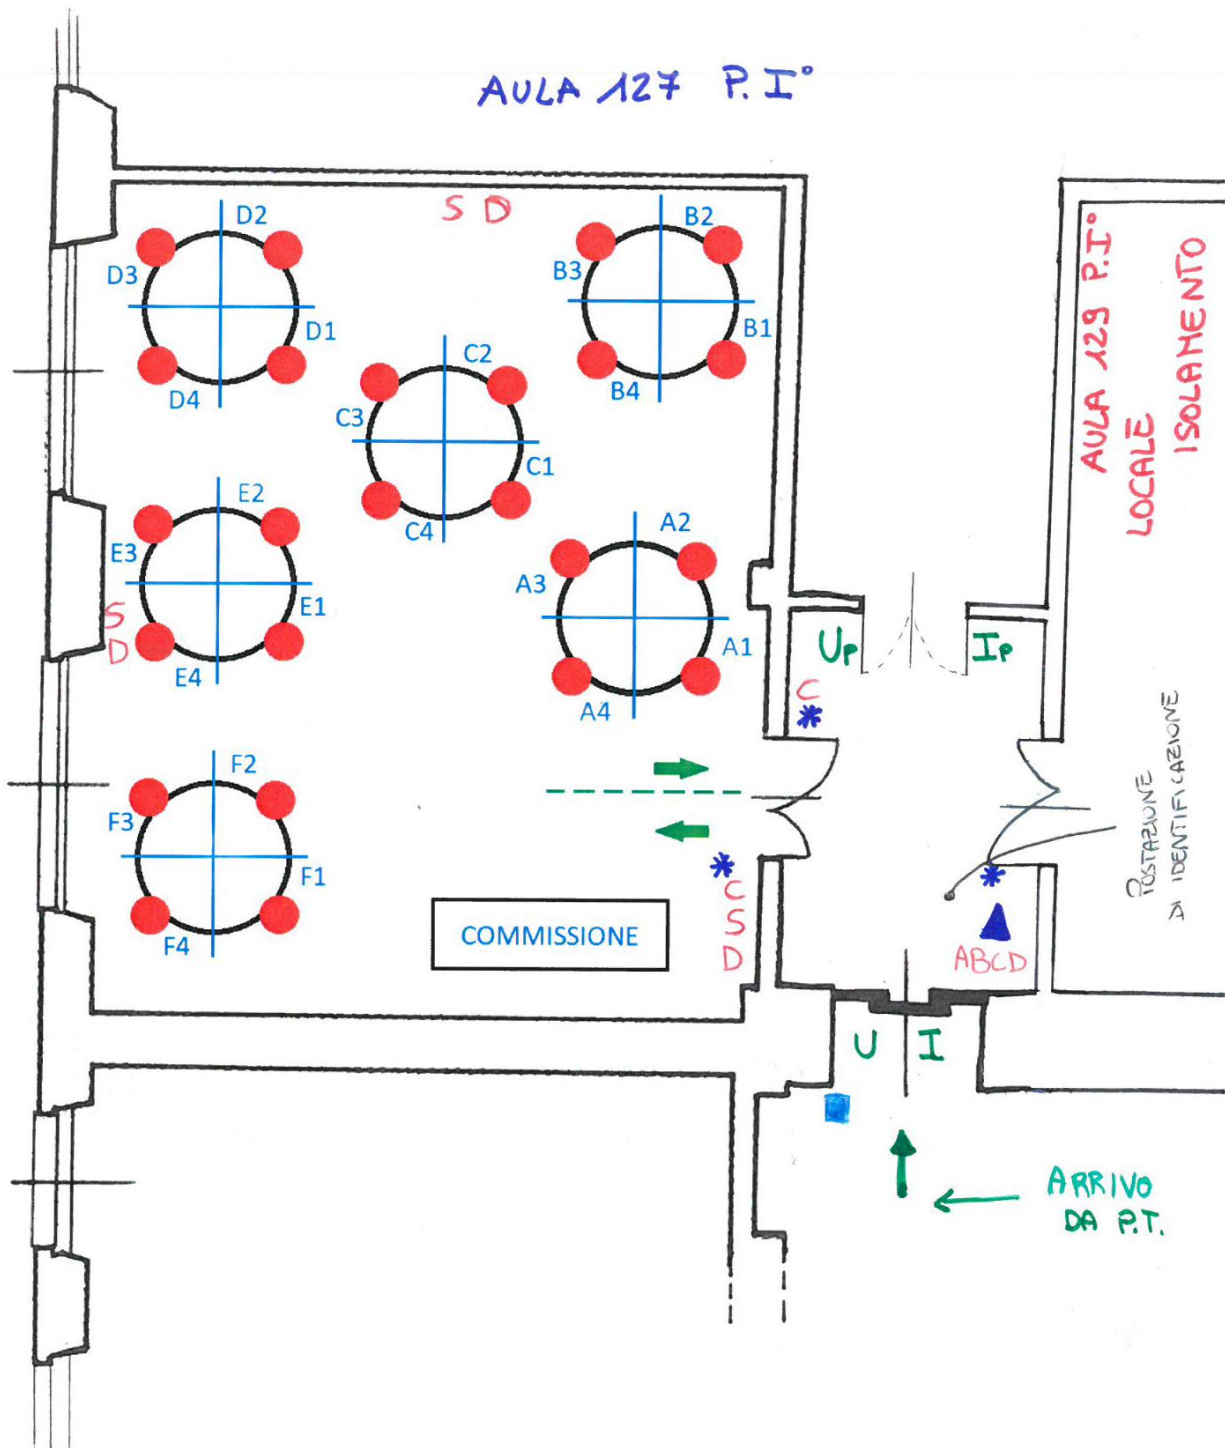 AULA 127 P. I°
S D
D2
D3
D1
D4
B2
B3
B1
B4
C2
C3
C1
C4
E2
E3
E1
E4
S
D
A2
A3
A1
A4
F2
F3
F1
F4
COMMISSIONE
C
S
D
C
Up
Ip
AULA 129 P.I°
LOCALE
ISOLAMENTO
POSTAZIONE
DI IDENTIFICAZIONE
ABCD
U
I
ARRIVO
DA P.T.